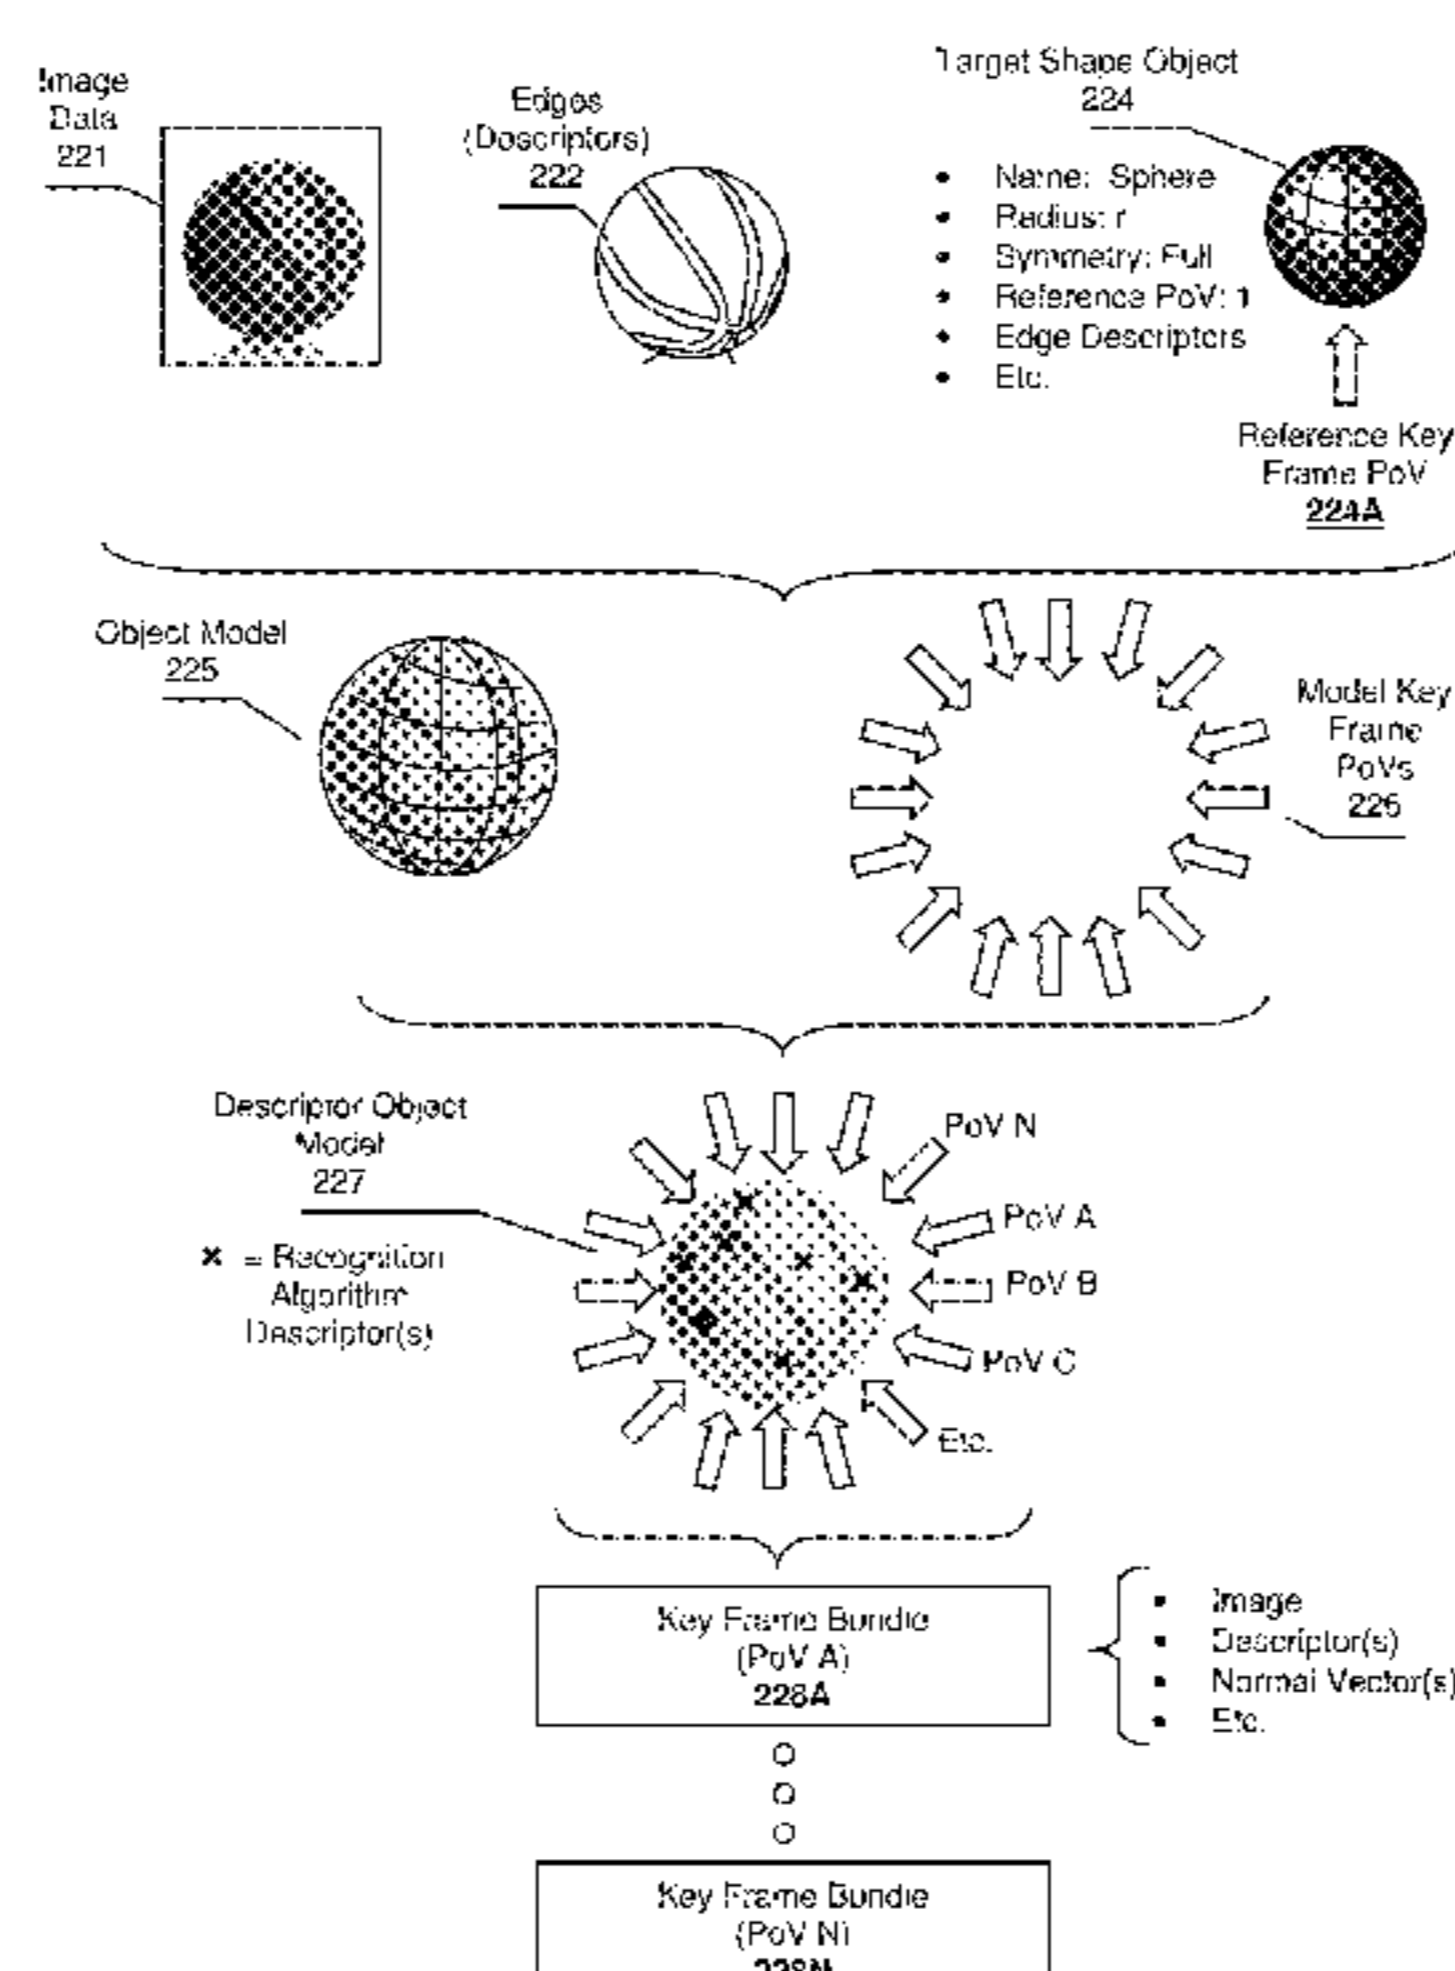 Image
Data
221
Edges
(Descriptors)
222
Target Shape Object
224
• Name: Sphere
• Radius: r
• Symmetry: Full
• Reference PoV: 1
• Edge Descriptors
• Etc.
Reference Key
Frame PoV
224A
Object Model
225
Model Key
Frame
PoVs
226
Descriptor Object
Model
227
x = Recognition
Algorithm
Descriptor(s)
PoV N
PoV A
PoV B
PoV C
Etc.
Key Frame Bundle
(PoV A)
228A
• Image
• Descriptor(s)
• Normal Vector(s)
• Etc.
Key Frame Bundle
(PoV N)
228N